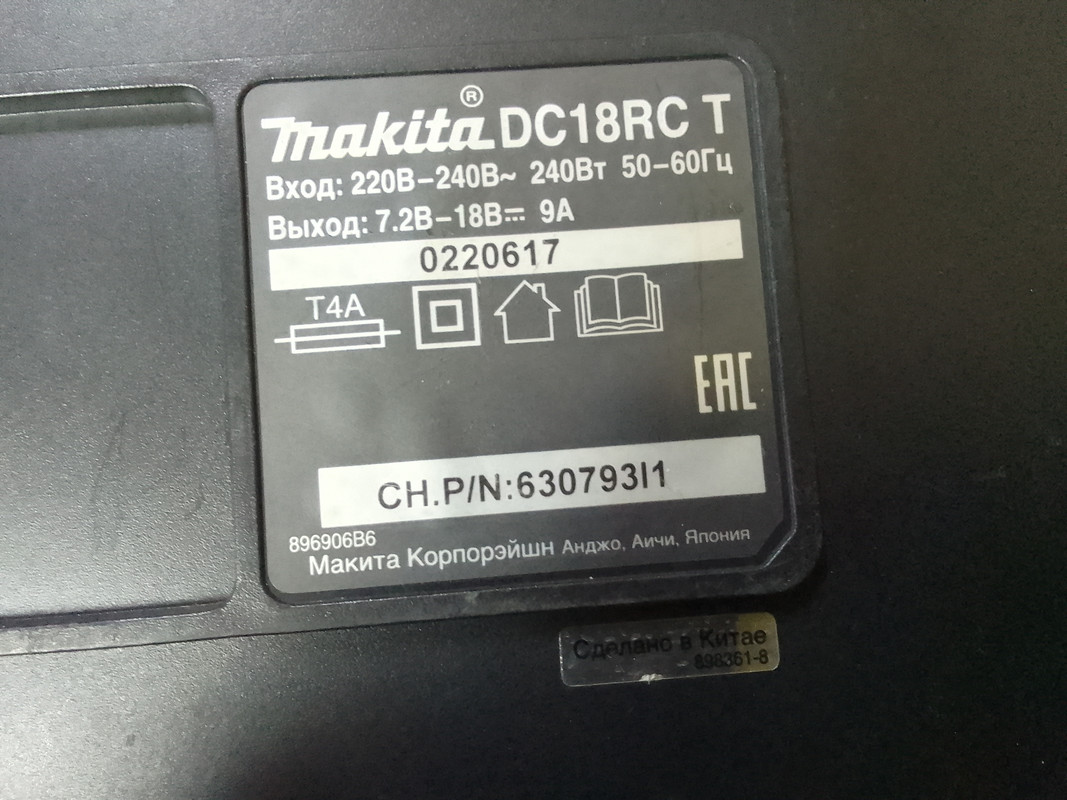 makita® DC18RC T
Вход: 220В-240В~ 240Вт 50-60Гц
Выход: 7.2В-18В⎓ 9А
0220617
T4A
EAC
CH.P/N:630793I1
896906B6
Макита Корпорэйшн Анджо, Аичи, Япония
Сделано в Китае
898361-8